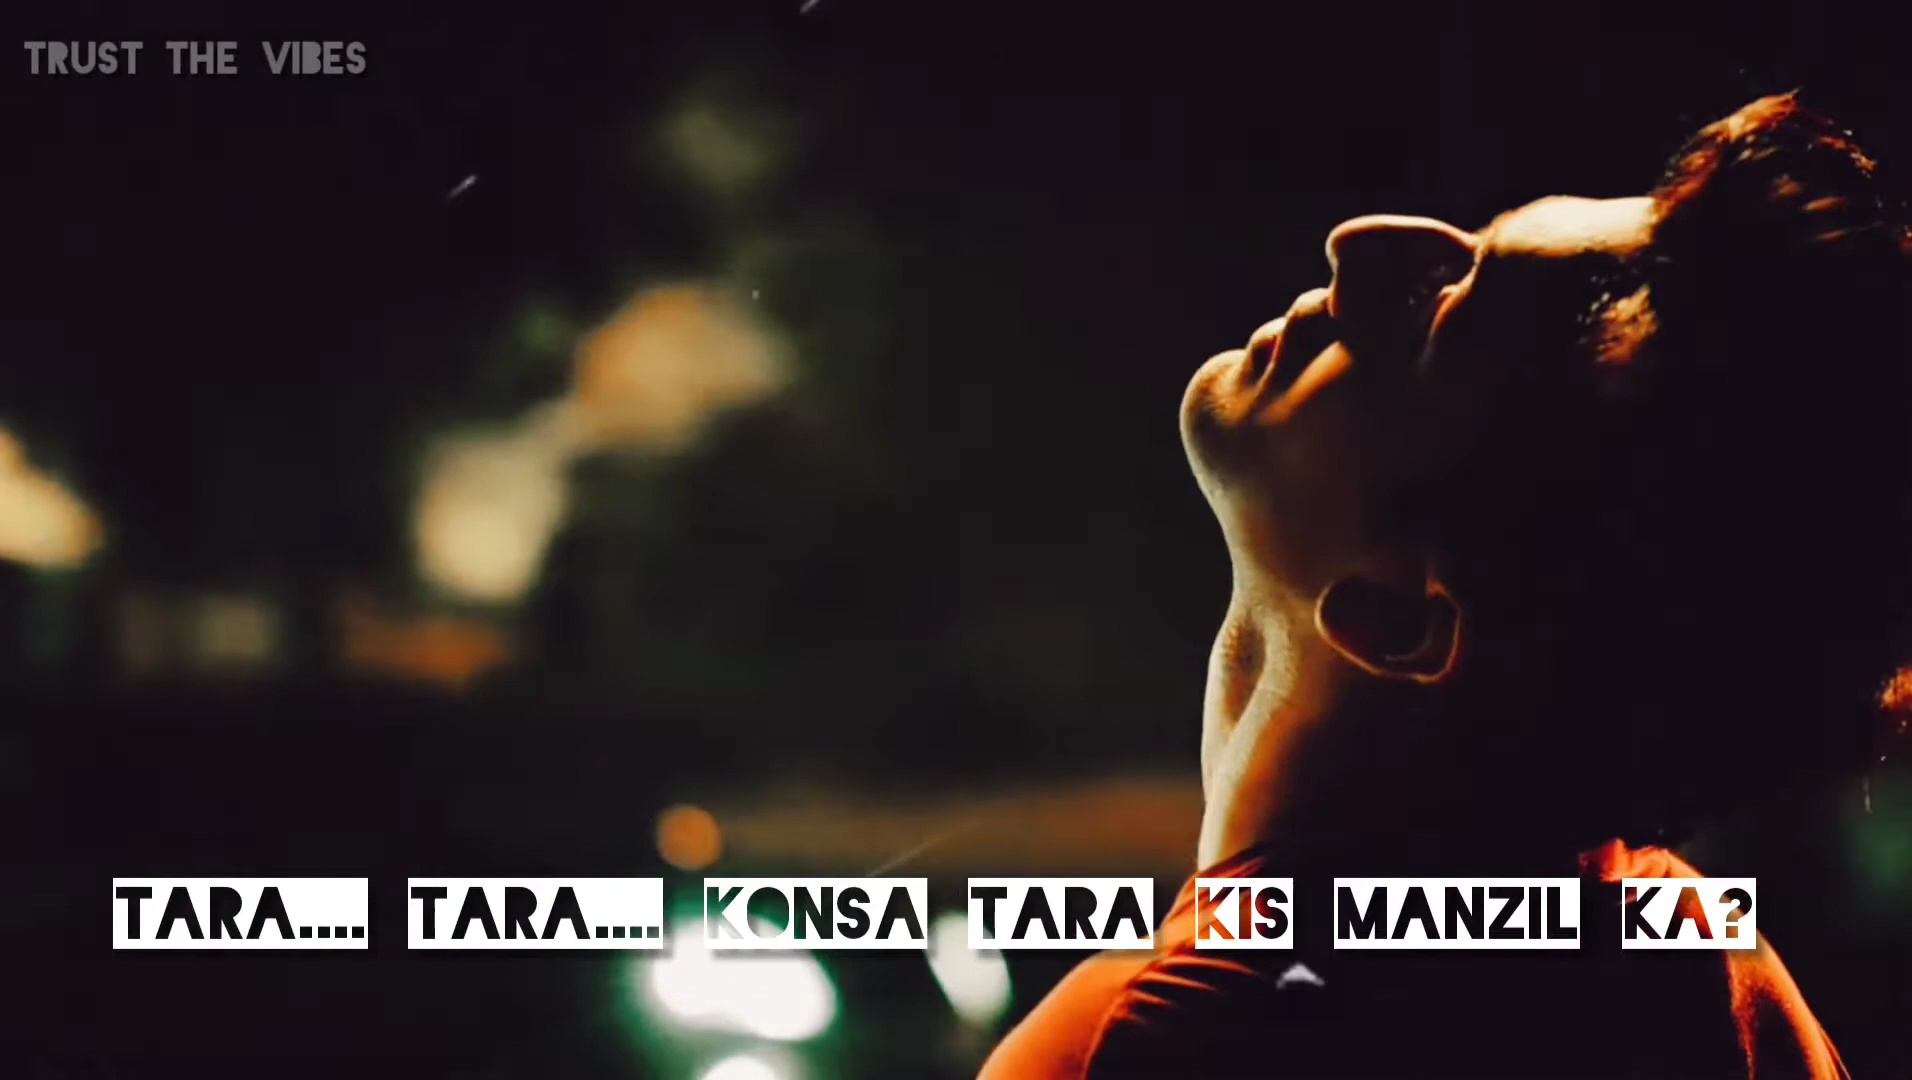 TRUST THE VIBES
TARA.... TARA.... KONSA TARA KIS MANZIL KA?